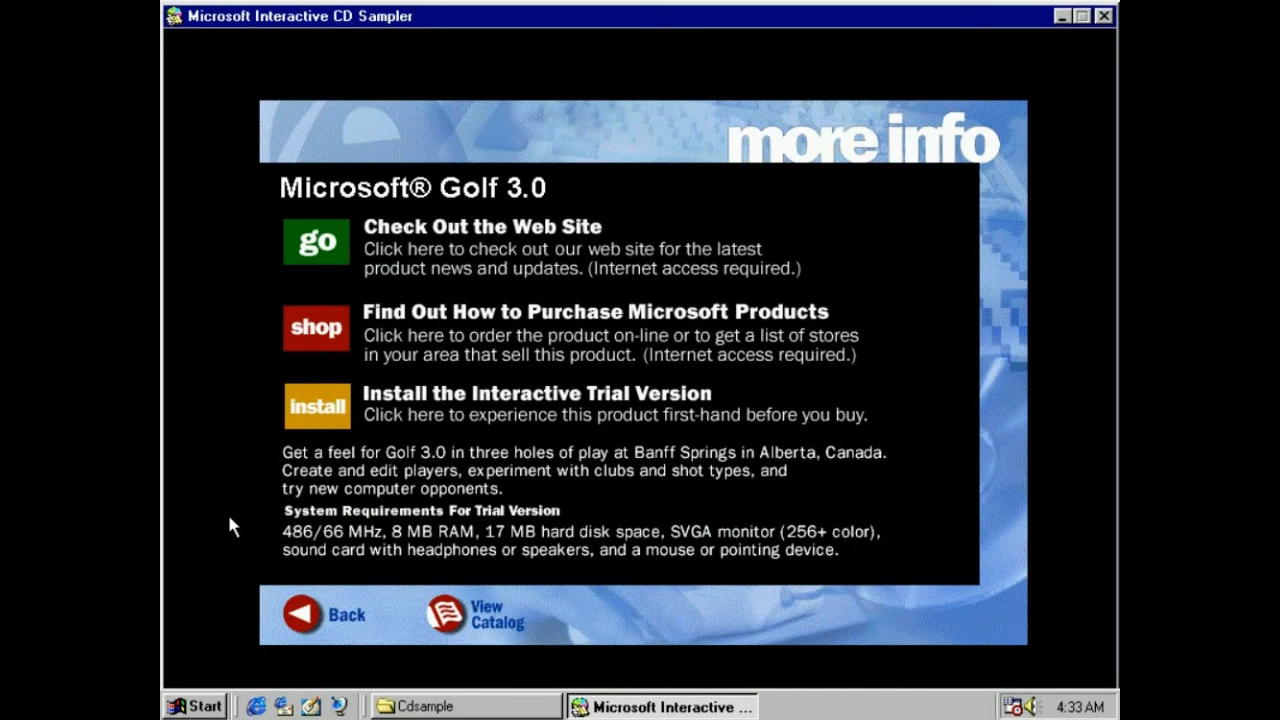 Microsoft Interactive CD Sampler
more info
Microsoft® Golf 3.0
go
Check Out the Web Site
Click here to check out our web site for the latest
product news and updates. (Internet access required.)
shop
Find Out How to Purchase Microsoft Products
Click here to order the product on-line or to get a list of stores
in your area that sell this product. (Internet access required.)
install
Install the Interactive Trial Version
Click here to experience this product first-hand before you buy.
Get a feel for Golf 3.0 in three holes of play at Banff Springs in Alberta, Canada.
Create and edit players, experiment with clubs and shot types, and
try new computer opponents.
System Requirements For Trial Version
486/66 MHz, 8 MB RAM, 17 MB hard disk space, SVGA monitor (256+ color),
sound card with headphones or speakers, and a mouse or pointing device.
Back
View
Catalog
Start
Cdsample
Microsoft Interactive ...
4:33 AM